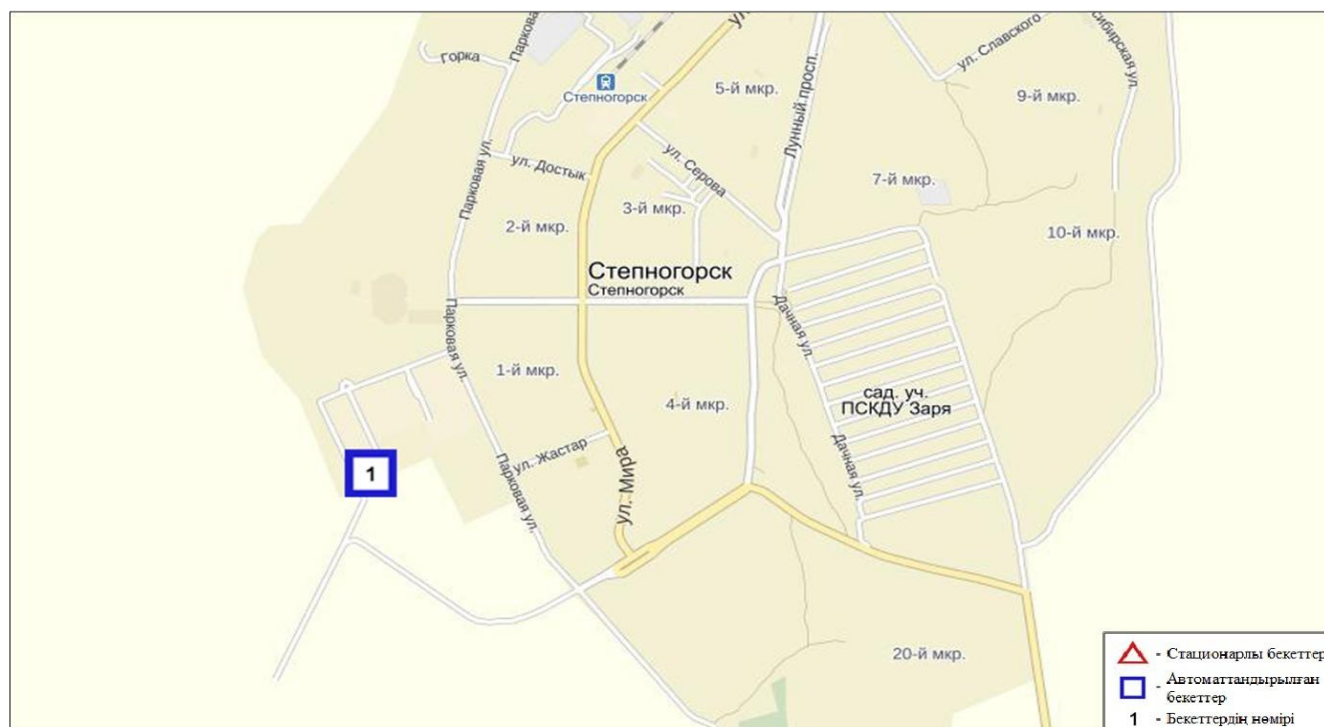 Парковая
ул.
Горка
ул. Славского
сибирская ул.
Степногорск
5-й мкр.
Лунный просп.
9-й мкр.
Парковая ул.
ул. Достык
ул. Серова
7-й мкр.
3-й мкр.
2-й мкр.
10-й мкр.
Степногорск
Степногорск
Парковая ул.
Дачная ул.
1-й мкр.
4-й мкр.
сад. уч.
ПСКДУ Заря
ул. Жастар
ул. Мира
Парковая ул.
Дачная ул.
1
20-й мкр.
- Стационарлы бекеттер
- Автоматтандырылған
бекеттер
1 - Бекеттердің нөмірі